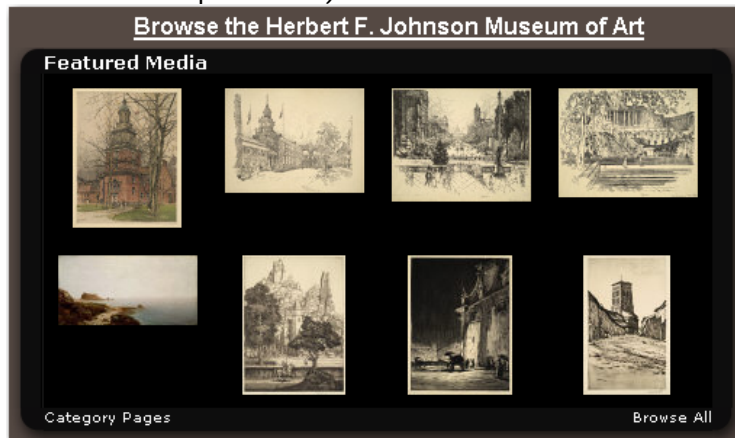 Browse the Herbert F. Johnson Museum of Art
Featured Media
Category Pages
Browse All